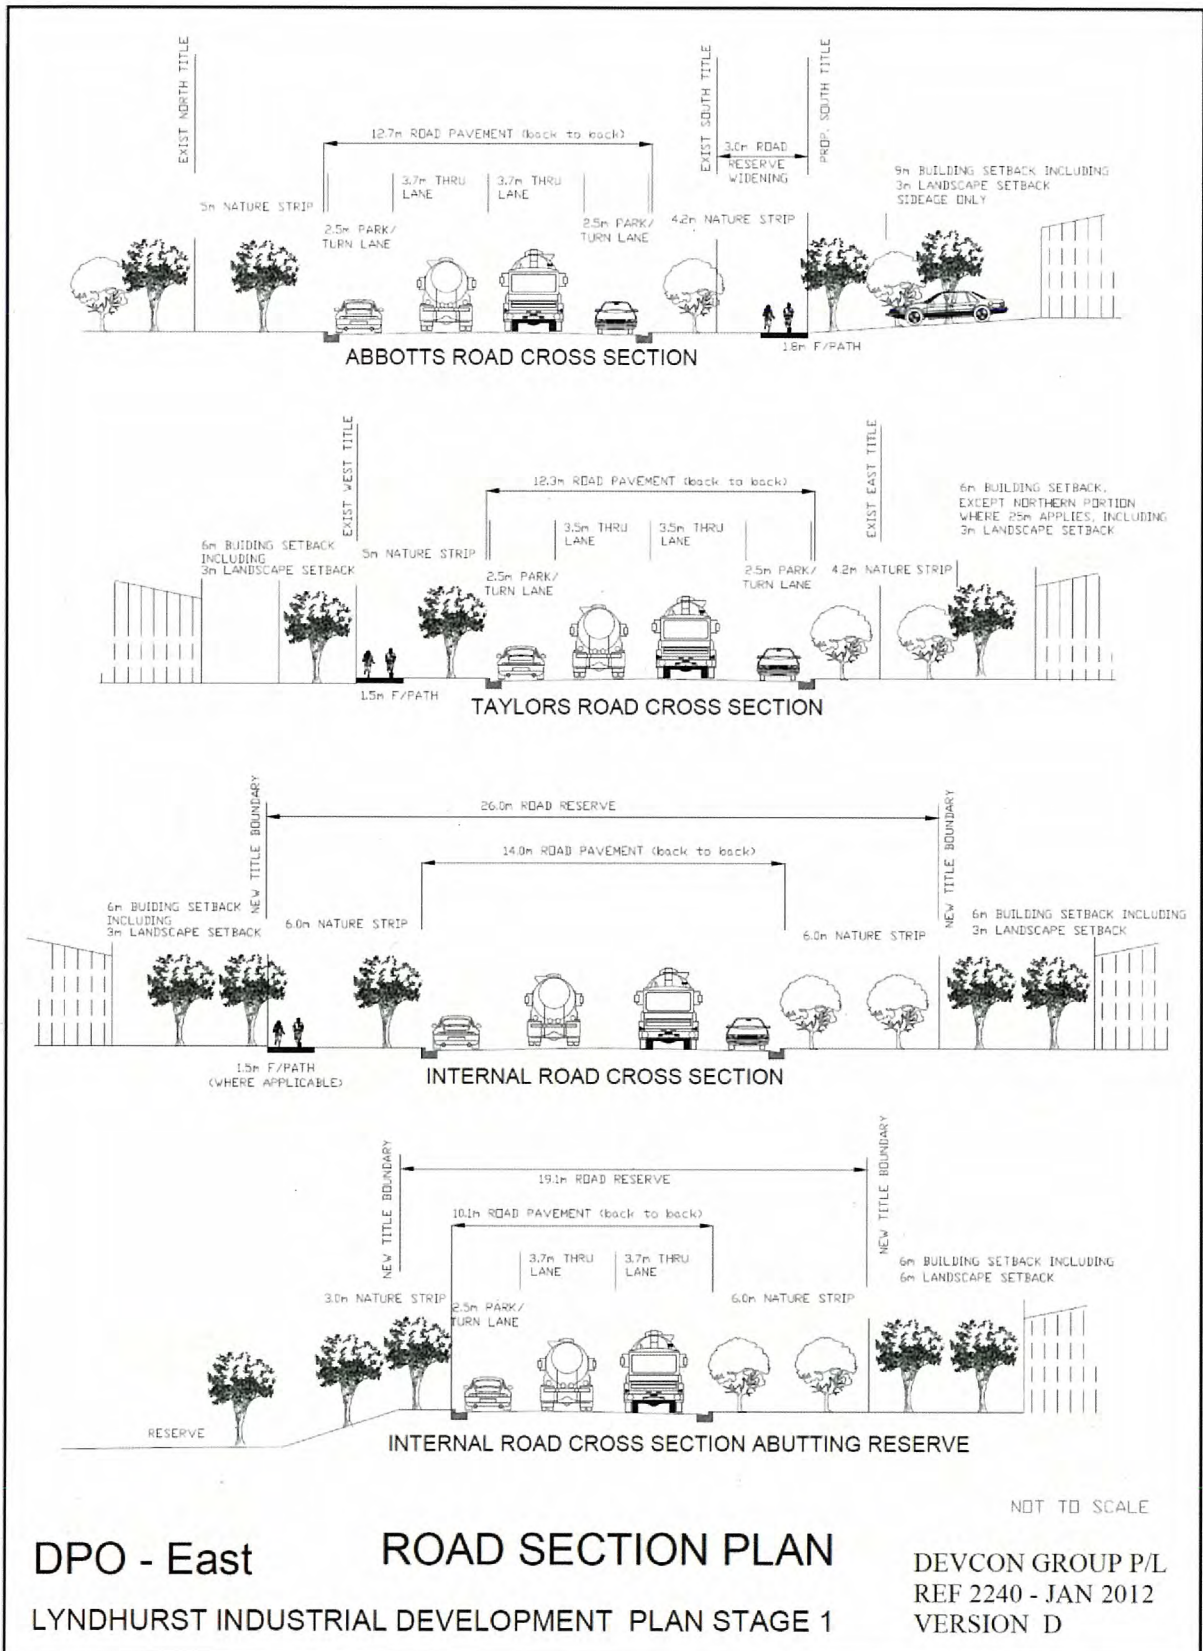 EXIST NORTH TITLE
12.7m ROAD PAVEMENT (back to back)
EXIST SOUTH TITLE
3.0m ROAD
RESERVE
WIDENING
PROP. SOUTH TITLE
3.7m THRU
LANE
3.7m THRU
LANE
9m BUILDING SETBACK INCLUDING
3m LANDSCAPE SETBACK
SIDEAGE ONLY
5m NATURE STRIP
2.5m PARK/
TURN LANE
2.5m PARK/
TURN LANE
4.2m NATURE STRIP
1.8m F/PATH
ABBOTTS ROAD CROSS SECTION
EXIST WEST TITLE
12.3m ROAD PAVEMENT (back to back)
EXIST EAST TITLE
6m BUILDING SETBACK,
EXCEPT NORTHERN PORTION
WHERE 25m APPLIES, INCLUDING
3m LANDSCAPE SETBACK
3.5m THRU
LANE
3.5m THRU
LANE
6m BUIDING SETBACK
INCLUDING
3m LANDSCAPE SETBACK
5m NATURE STRIP
2.5m PARK/
TURN LANE
2.5m PARK/
TURN LANE
4.2m NATURE STRIP
1.5m F/PATH
TAYLORS ROAD CROSS SECTION
NEW TITLE BOUNDARY
26.0m ROAD RESERVE
NEW TITLE BOUNDARY
14.0m ROAD PAVEMENT (back to back)
6m BUIDING SETBACK
INCLUDING
3m LANDSCAPE SETBACK
6.0m NATURE STRIP
6.0m NATURE STRIP
6m BUILDING SETBACK INCLUDING
3m LANDSCAPE SETBACK
1.5m F/PATH
(WHERE APPLICABLE)
INTERNAL ROAD CROSS SECTION
NEW TITLE BOUNDARY
19.1m ROAD RESERVE
NEW TITLE BOUNDARY
10.1m ROAD PAVEMENT (back to back)
3.7m THRU
LANE
3.7m THRU
LANE
6m BUILDING SETBACK INCLUDING
6m LANDSCAPE SETBACK
3.0m NATURE STRIP
2.5m PARK/
TURN LANE
6.0m NATURE STRIP
RESERVE
INTERNAL ROAD CROSS SECTION ABUTTING RESERVE
NOT TO SCALE
DPO - East
ROAD SECTION PLAN
LYNDHURST INDUSTRIAL DEVELOPMENT PLAN STAGE 1
DEVCON GROUP P/L
REF 2240 - JAN 2012
VERSION D